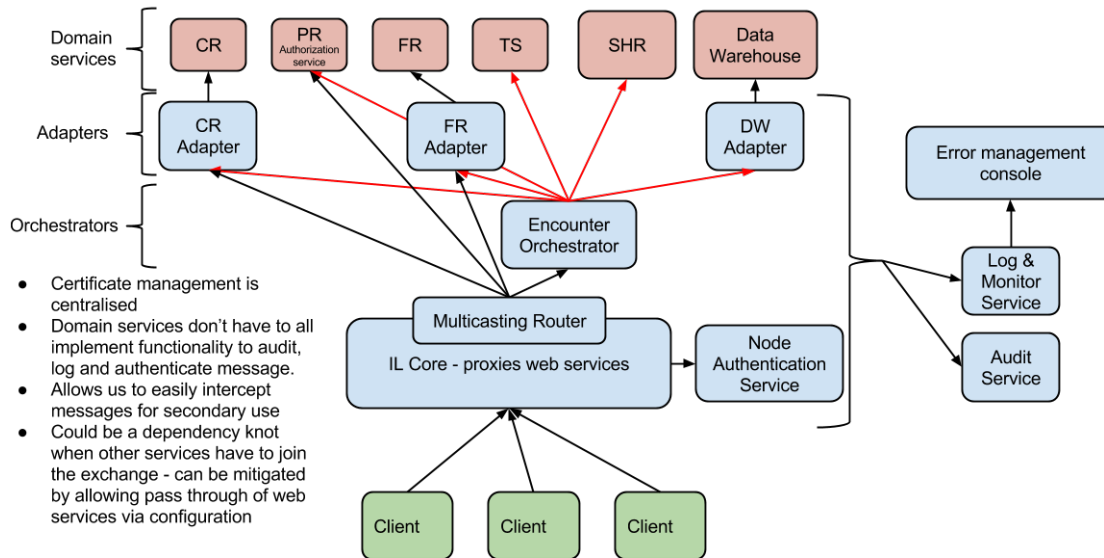 Domain
services
CR
PR
Authorization
service
FR
TS
SHR
Data
Warehouse
Adapters
CR
Adapter
FR
Adapter
DW
Adapter
Error management
console
Orchestrators
Encounter
Orchestrator
Log &
Monitor
Service
● Certificate management is
centralised
● Domain services don’t have to all
implement functionality to audit,
log and authenticate message.
● Allows us to easily intercept
messages for secondary use
● Could be a dependency knot
when other services have to join
the exchange - can be mitigated
by allowing pass through of web
services via configuration
Multicasting Router
IL Core - proxies web services
Node
Authentication
Service
Audit
Service
Client
Client
Client